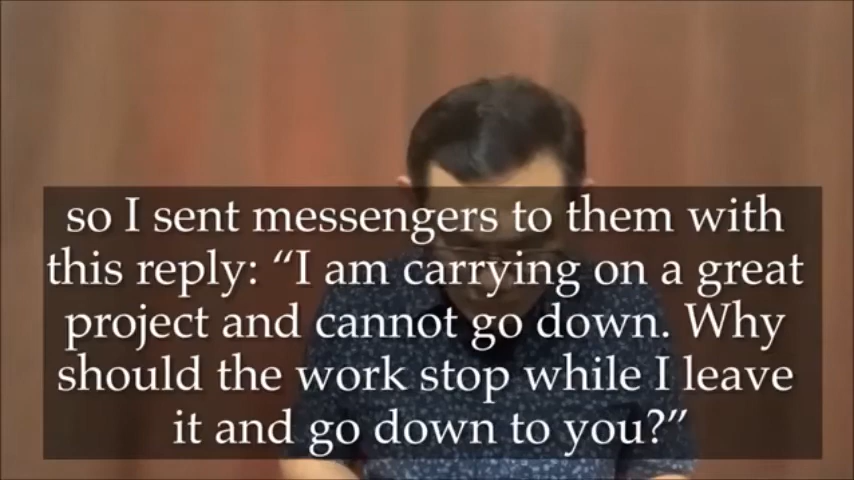 so I sent messengers to them with
this reply: “I am carrying on a great
project and cannot go down. Why
should the work stop while I leave
it and go down to you?”